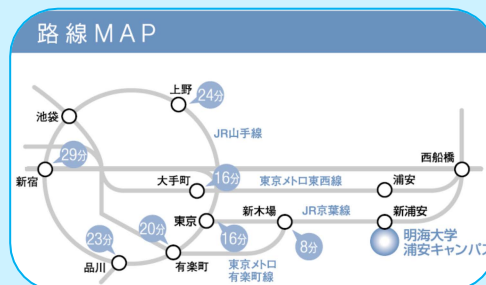 路線MAP
上野
24分
池袋
JR山手線
29分
新宿
西船橋
16分
大手町
東京メトロ東西線
浦安
新木場
JR京葉線
新浦安
東京
20分
16分
8分
明海大学
浦安キャンパス
23分
品川
有楽町
東京メトロ
有楽町線